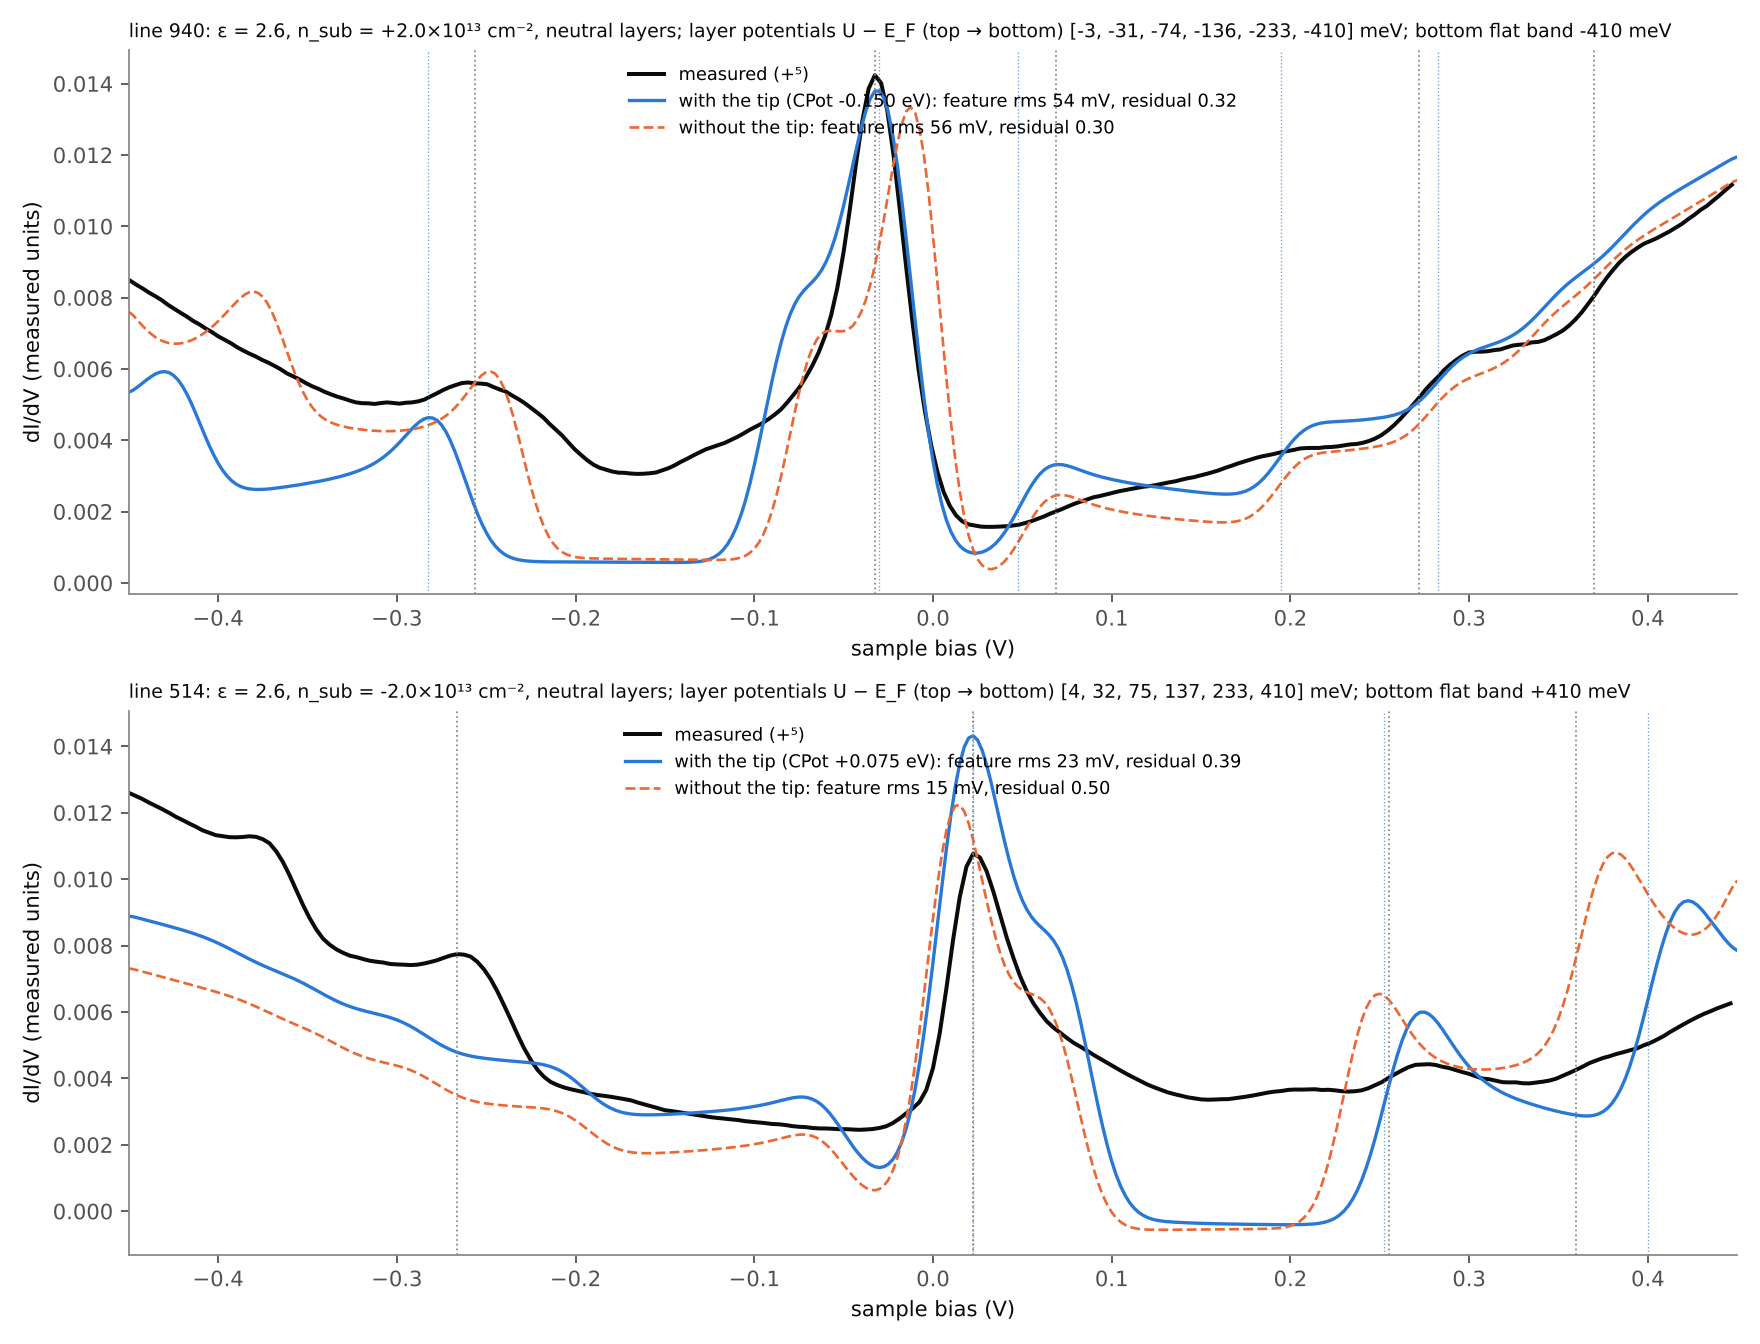 line 940: ε = 2.6, n_sub = +2.0×10¹³ cm⁻², neutral layers; layer potentials U − E_F (top → bottom) [-3, -31, -74, -136, -233, -410] meV; bottom flat band -410 meV
measured (+⁵)
with the tip (CPot -0.150 eV): feature rms 54 mV, residual 0.32
without the tip: feature rms 56 mV, residual 0.30
dI/dV (measured units)
0.014
0.012
0.010
0.008
0.006
0.004
0.002
0.000
−0.4 −0.3 −0.2 −0.1 0.0 0.1 0.2 0.3 0.4
sample bias (V)
line 514: ε = 2.6, n_sub = -2.0×10¹³ cm⁻², neutral layers; layer potentials U − E_F (top → bottom) [4, 32, 75, 137, 233, 410] meV; bottom flat band +410 meV
measured (+⁵)
with the tip (CPot +0.075 eV): feature rms 23 mV, residual 0.39
without the tip: feature rms 15 mV, residual 0.50
dI/dV (measured units)
0.014
0.012
0.010
0.008
0.006
0.004
0.002
0.000
−0.4 −0.3 −0.2 −0.1 0.0 0.1 0.2 0.3 0.4
sample bias (V)